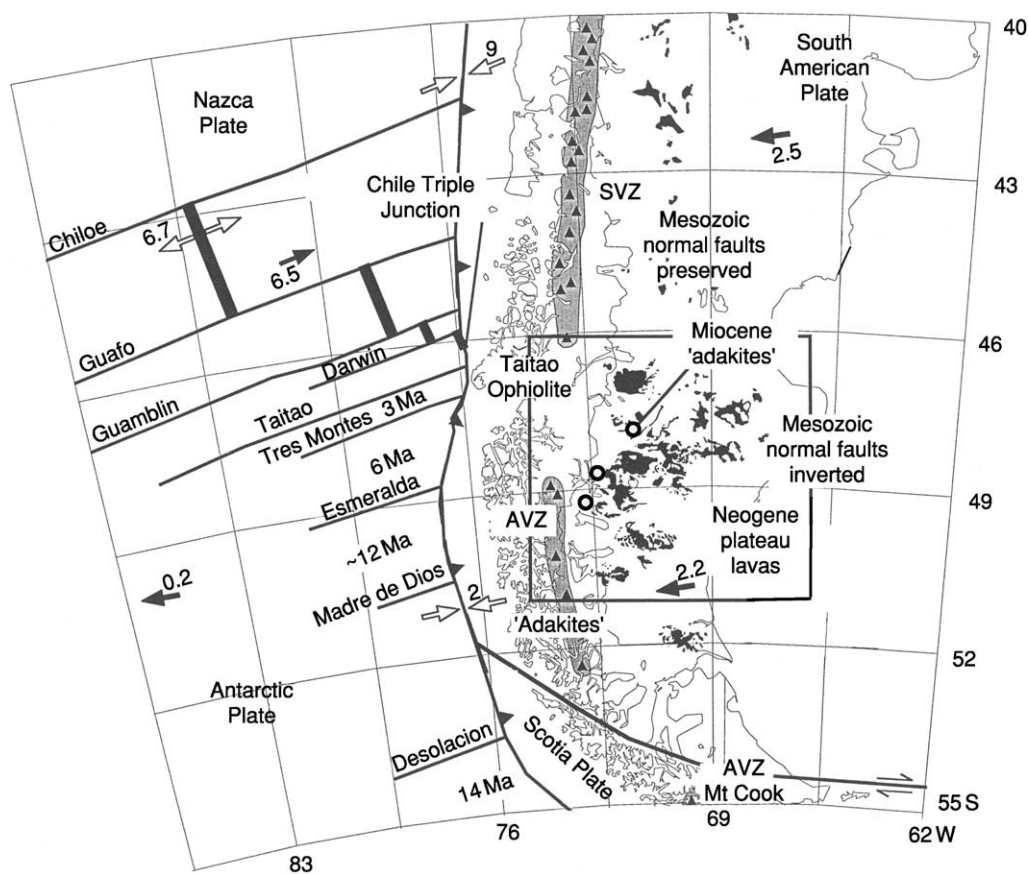 40
9
South
American
Plate
Nazca
Plate
2.5
Chile Triple
Junction
43
SVZ
Chiloe
6.7
6.5
Mesozoic
normal faults
preserved
Guafo
Miocene
'adakites'
46
Darwin
Taitao
Ophiolite
Guamblin
Taitao
Tres Montes 3 Ma
Mesozoic
normal faults
inverted
6 Ma
Esmeralda
49
AVZ
Neogene
plateau
lavas
~12 Ma
0.2
Madre de Dios
2
2.2
'Adakites'
52
Antarctic
Plate
Desolacion
Scotia Plate
14 Ma
AVZ
Mt Cook
55 S
76
69
62 W
83